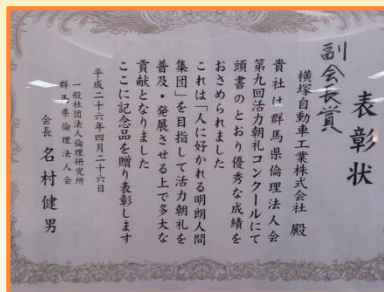 表彰状
副会長賞
横塚自動車工業株式会社 殿
貴社は群馬県倫理法人会
第九回活力朝礼コンクールにて
頭書のとおり優秀な成績を
おさめられました
これは「人に好かれる明朗人間
集団」を目指して活力朝礼を
普及・発展させる上で多大な
貢献となりました
ここに記念品を贈り表彰します
平成二十六年四月二十六日
一般社団法人倫理研究所
群馬県倫理法人会
会長 名村健男